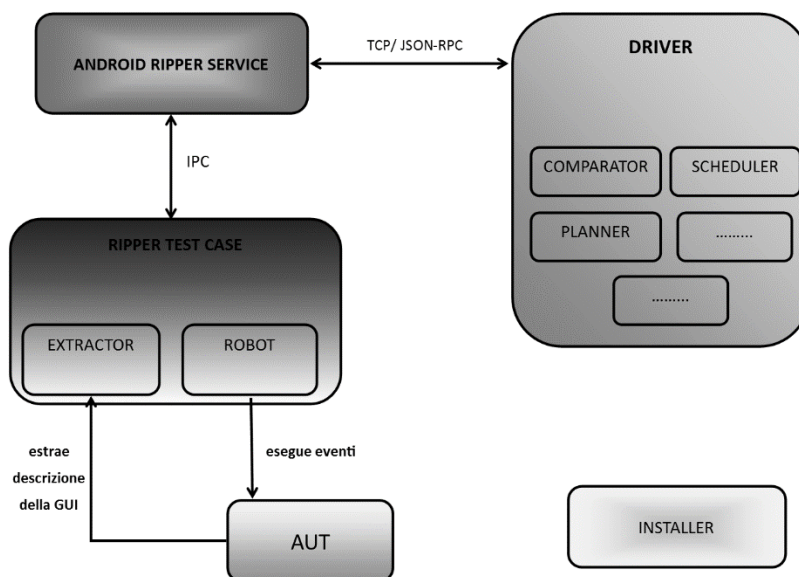 ANDROID RIPPER SERVICE
TCP/ JSON-RPC
DRIVER
COMPARATOR
SCHEDULER
PLANNER
.........
.........
IPC
RIPPER TEST CASE
EXTRACTOR
ROBOT
estrae
descrizione
della GUI
esegue eventi
AUT
INSTALLER